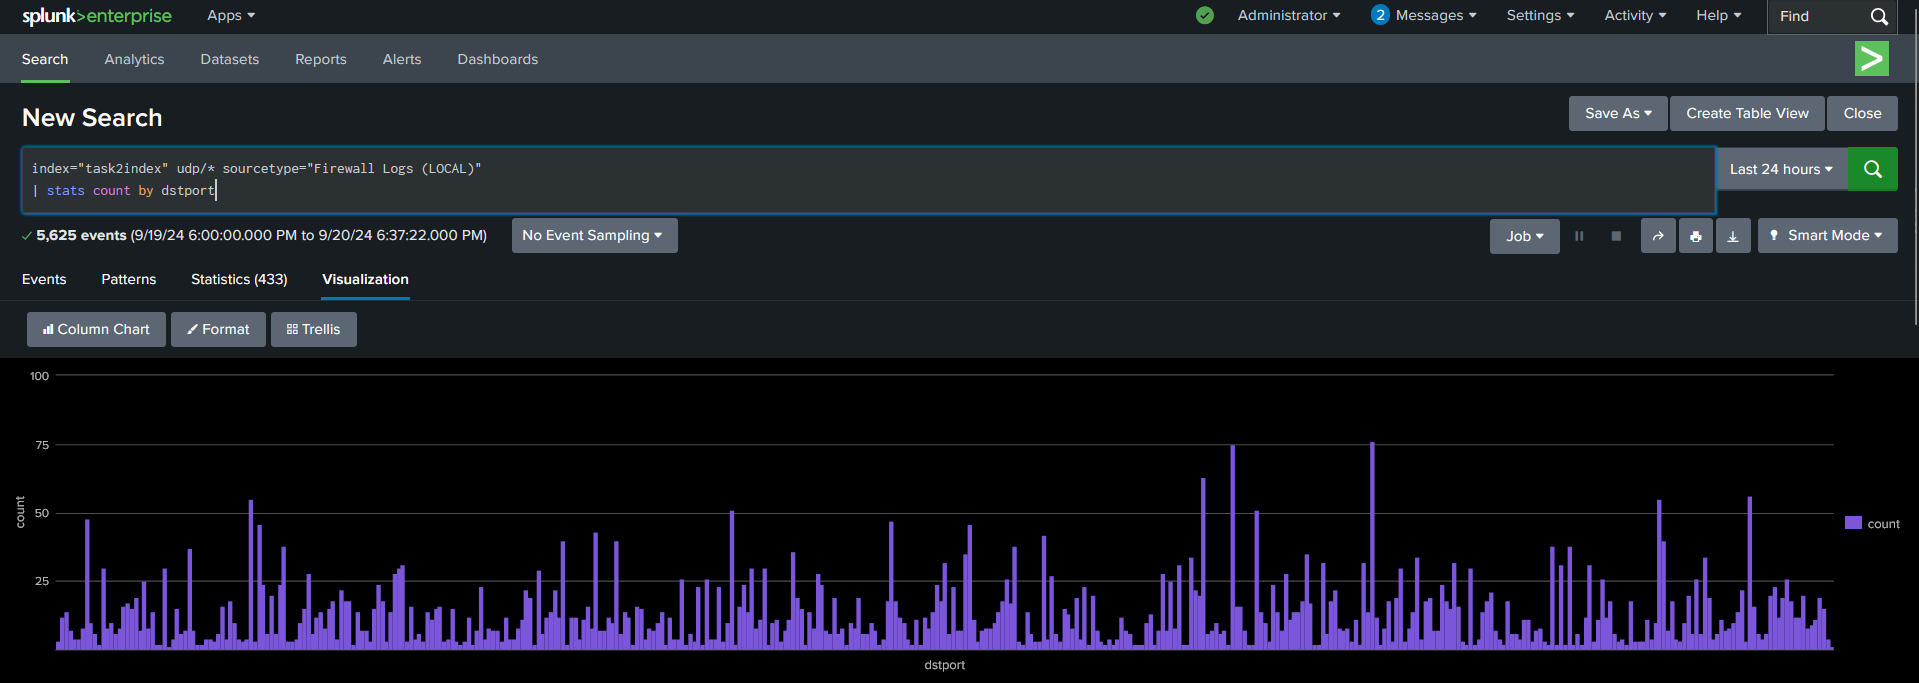 splunk>enterprise Apps Administrator 2 Messages Settings Activity Help Find
Search Analytics Datasets Reports Alerts Dashboards
New Search
Save As Create Table View Close
index="task2index" udp/* sourcetype="Firewall Logs (LOCAL)"
| stats count by dstport
Last 24 hours
5,625 events (9/19/24 6:00:00.000 PM to 9/20/24 6:37:22.000 PM) No Event Sampling Job Smart Mode
Events Patterns Statistics (433) Visualization
Column Chart Format Trellis
100
75
50
25
count
dstport
count